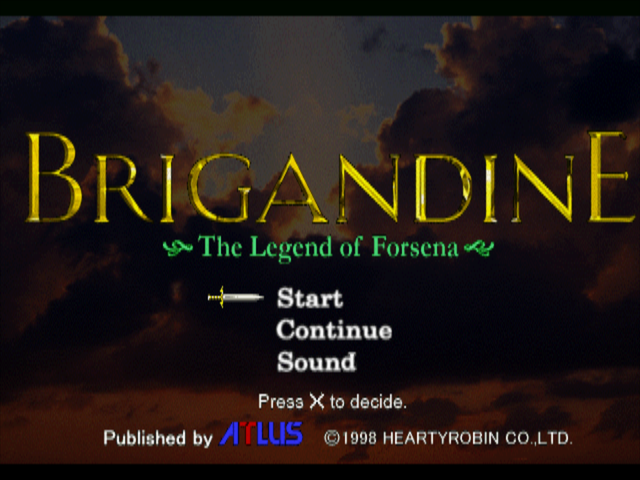 BRIGANDINE
The Legend of Forsena
Start
Continue
Sound
Press X to decide.
Published by ATLUS ©1998 HEARTYROBIN CO.,LTD.